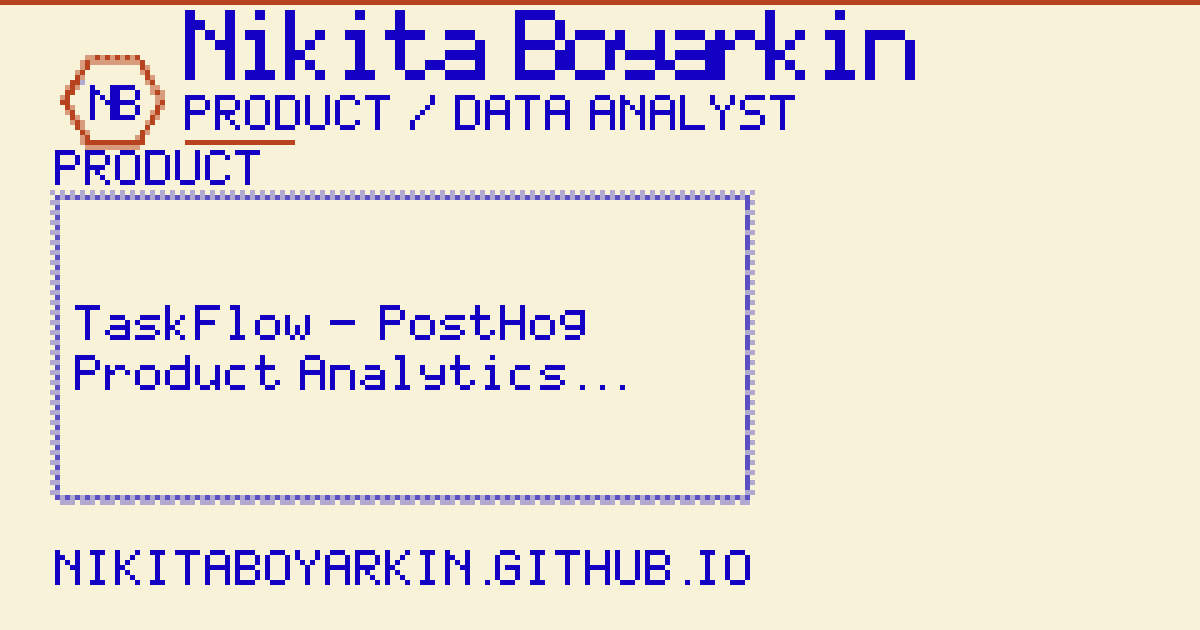 Nikita Boyarkin
NB
PRODUCT / DATA ANALYST
PRODUCT
TaskFlow - PostHog
Product Analytics...
NIKITABOYARKIN.GITHUB.IO